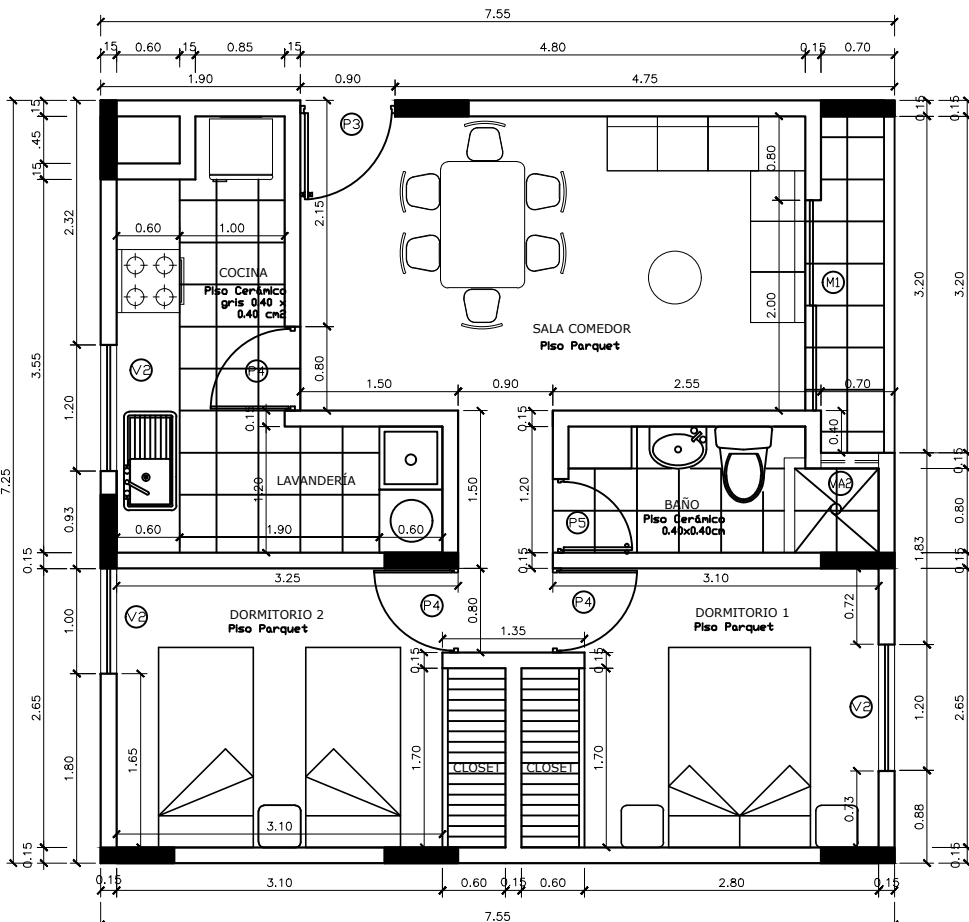 7.55
15 0.60 15 0.85 15 4.80 0.15 0.70
1.90 0.90 4.75
15
.45
15
2.32
3.55
1.20
0.93
7.25
0.15
1.00
2.65
1.80
0.15
P3
2.15
0.80
0.60 1.00
COCINA
Piso Cerámico
gris 0.40 x
0.40 cm2
V2
P4
0.80
2.00
M1
SALA COMEDOR
Piso Parquet
1.50 0.90 2.55 0.70
0.15
3.20
3.20
0.15
0.15
0.40
0.15
LAVANDERÍA
1.20
0.60 1.90 0.60
1.50
0.15
1.20
0.15
P5
BAÑO
Piso Cerámico
0.40x0.40cm
VA2
0.15
0.80
1.83
0.15
3.25 3.10
V2
DORMITORIO 2
Piso Parquet
P4
0.80
P4
DORMITORIO 1
Piso Parquet
0.72
1.35
0.15 0.15
1.65
1.70
1.70
CLOSET CLOSET
V2
1.20
2.65
0.73
0.88
0.15
3.10
0.15 3.10 0.60 0.15 0.60 2.80 0.15
7.55